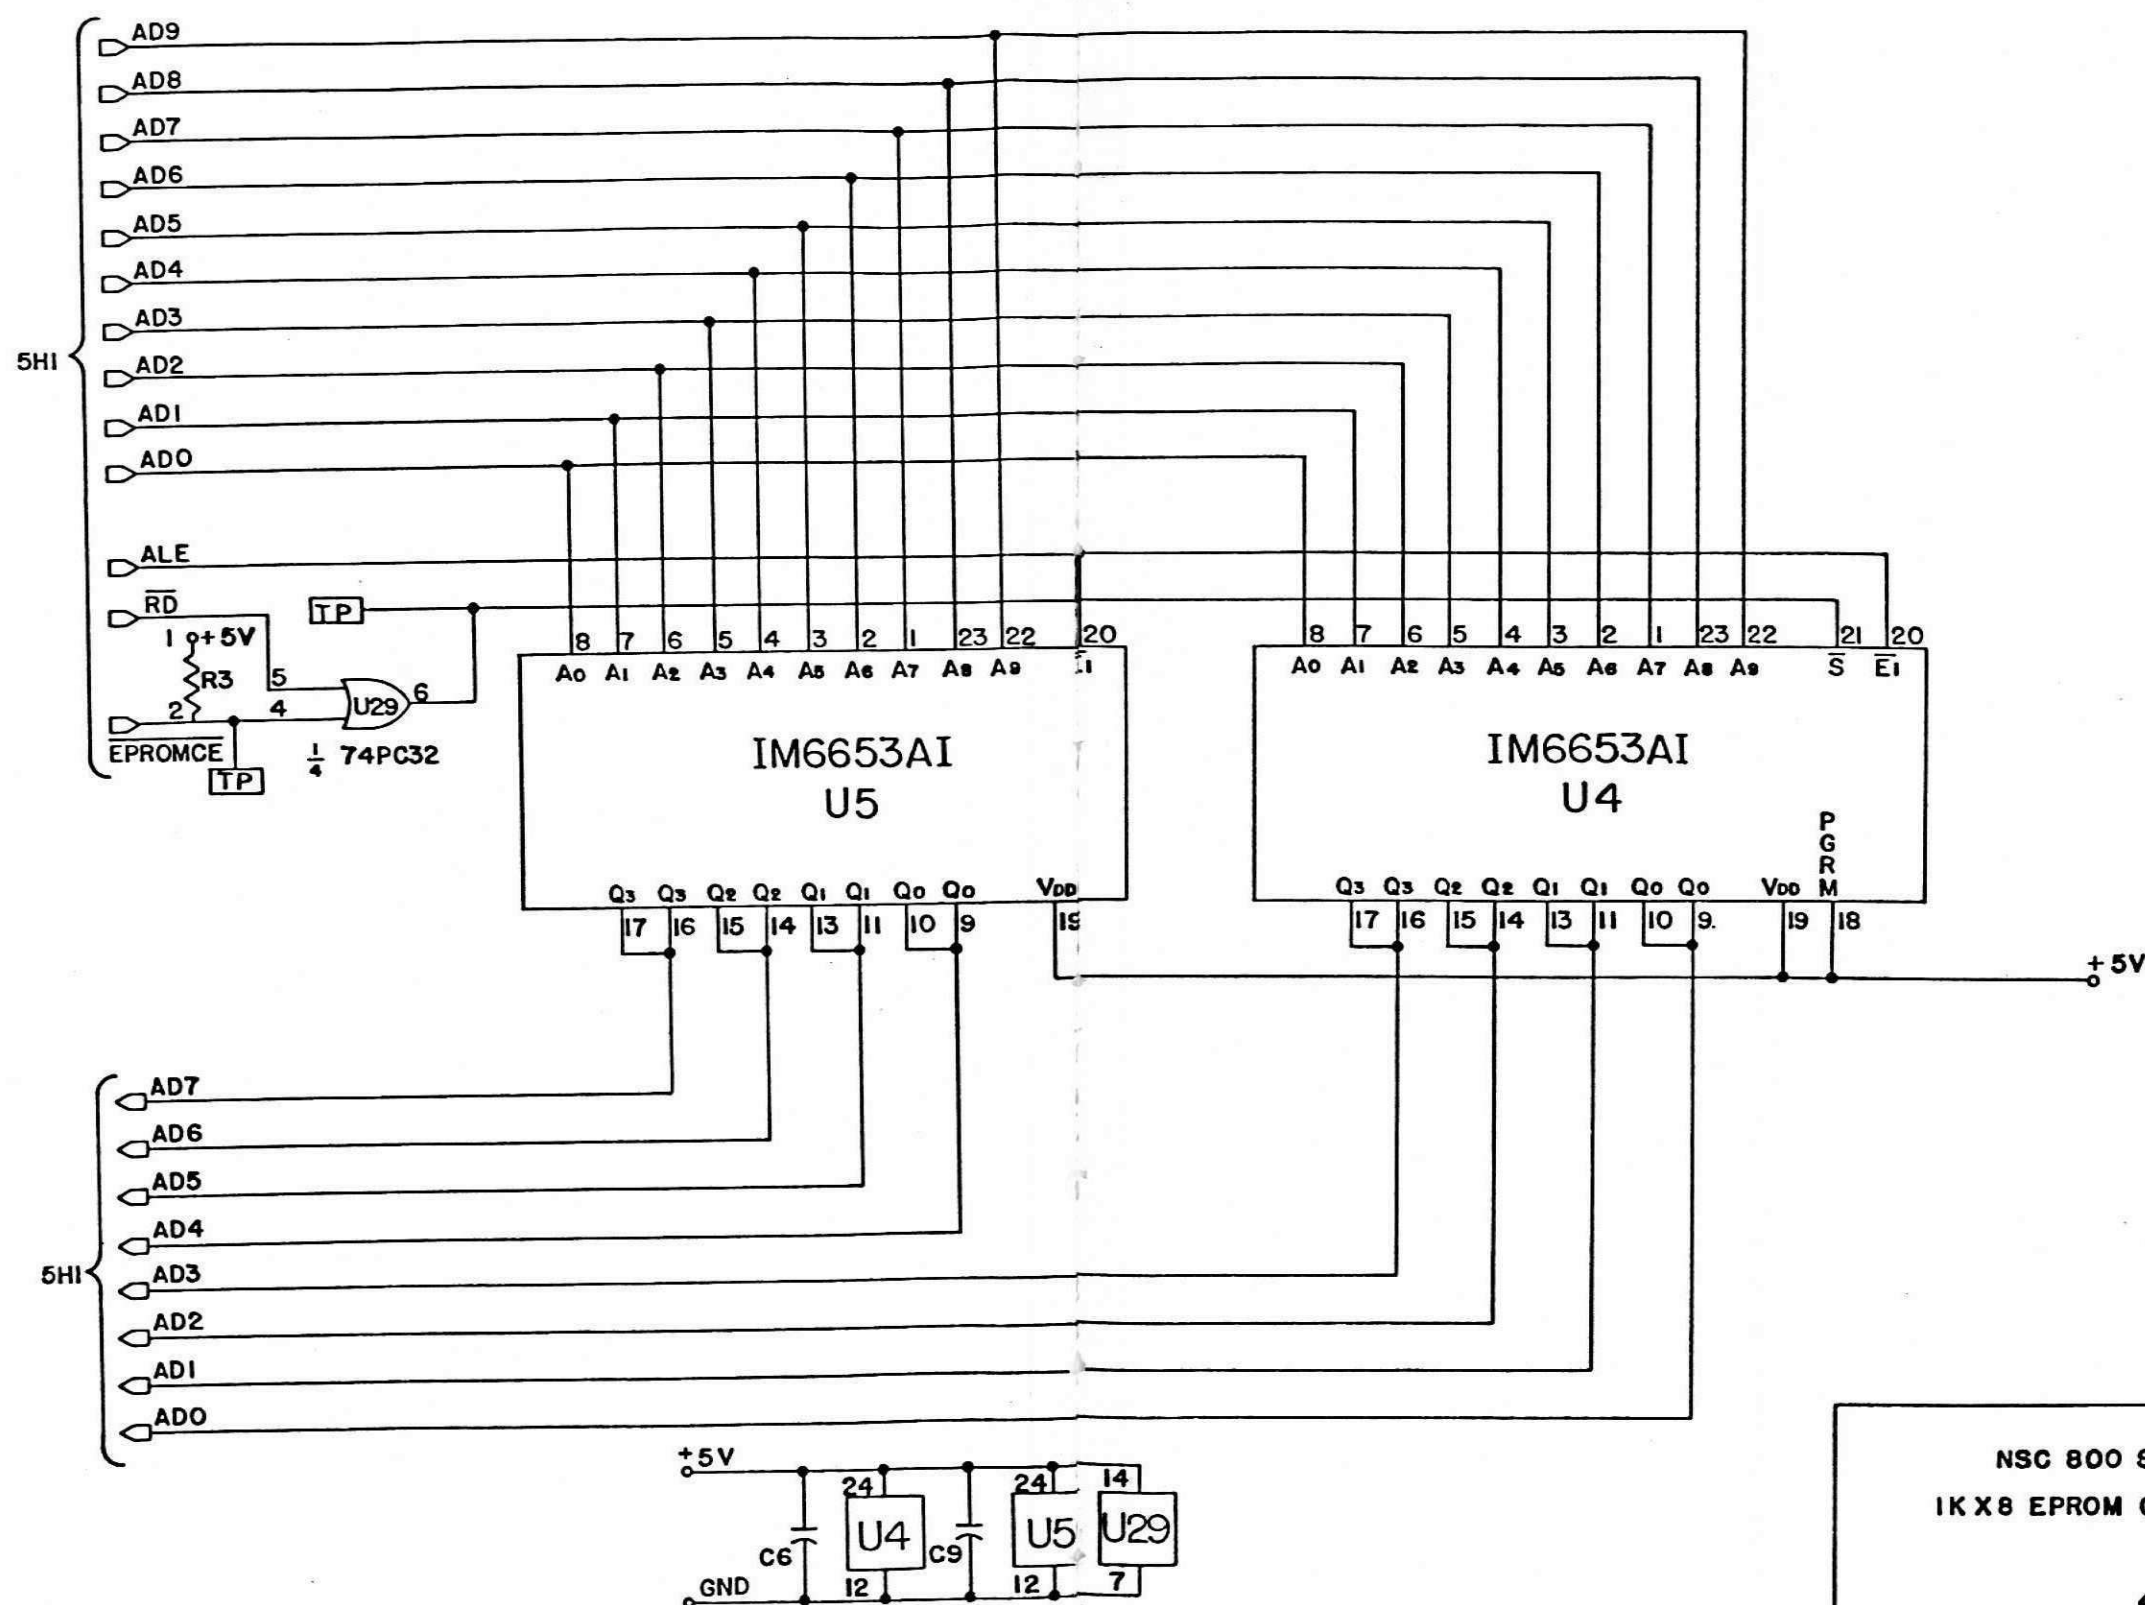 AD9
AD8
AD7
AD6
AD5
AD4
AD3
5HI
AD2
AD1
AD0
ALE
RD
TP
1 +5V
R3
5
2
4
U29
6
EPROMCE
1/4 74PC32
TP
8 7 6 5 4 3 2 1 23 22 20
A0 A1 A2 A3 A4 A5 A6 A7 A8 A9
IM6653AI
U5
Q3 Q3 Q2 Q2 Q1 Q1 Q0 Q0 VDD
17 16 15 14 13 11 10 9
8 7 6 5 4 3 2 1 23 22 21 20
A0 A1 A2 A3 A4 A5 A6 A7 A8 A9 S E1
IM6653AI
U4
PGRM
Q3 Q3 Q2 Q2 Q1 Q1 Q0 Q0 VDD
17 16 15 14 13 11 10 9. 19 18
+5V
AD7
AD6
AD5
AD4
5HI
AD3
AD2
AD1
AD0
+5V
24 24 14
U4 U5 U29
C6 C9
12 12 7
GND
NSC 800
1K X8 EPROM